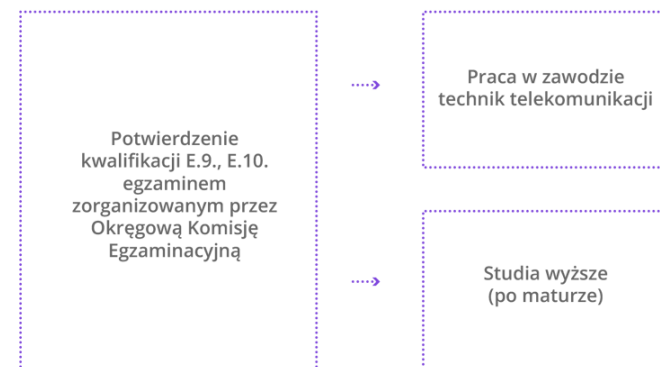 Potwierdzenie
kwalifikacji E.9., E.10.
egzaminem
zorganizowanym przez
Okręgową Komisję
Egzaminacyjną
Praca w zawodzie
technik telekomunikacji
Studia wyższe
(po maturze)